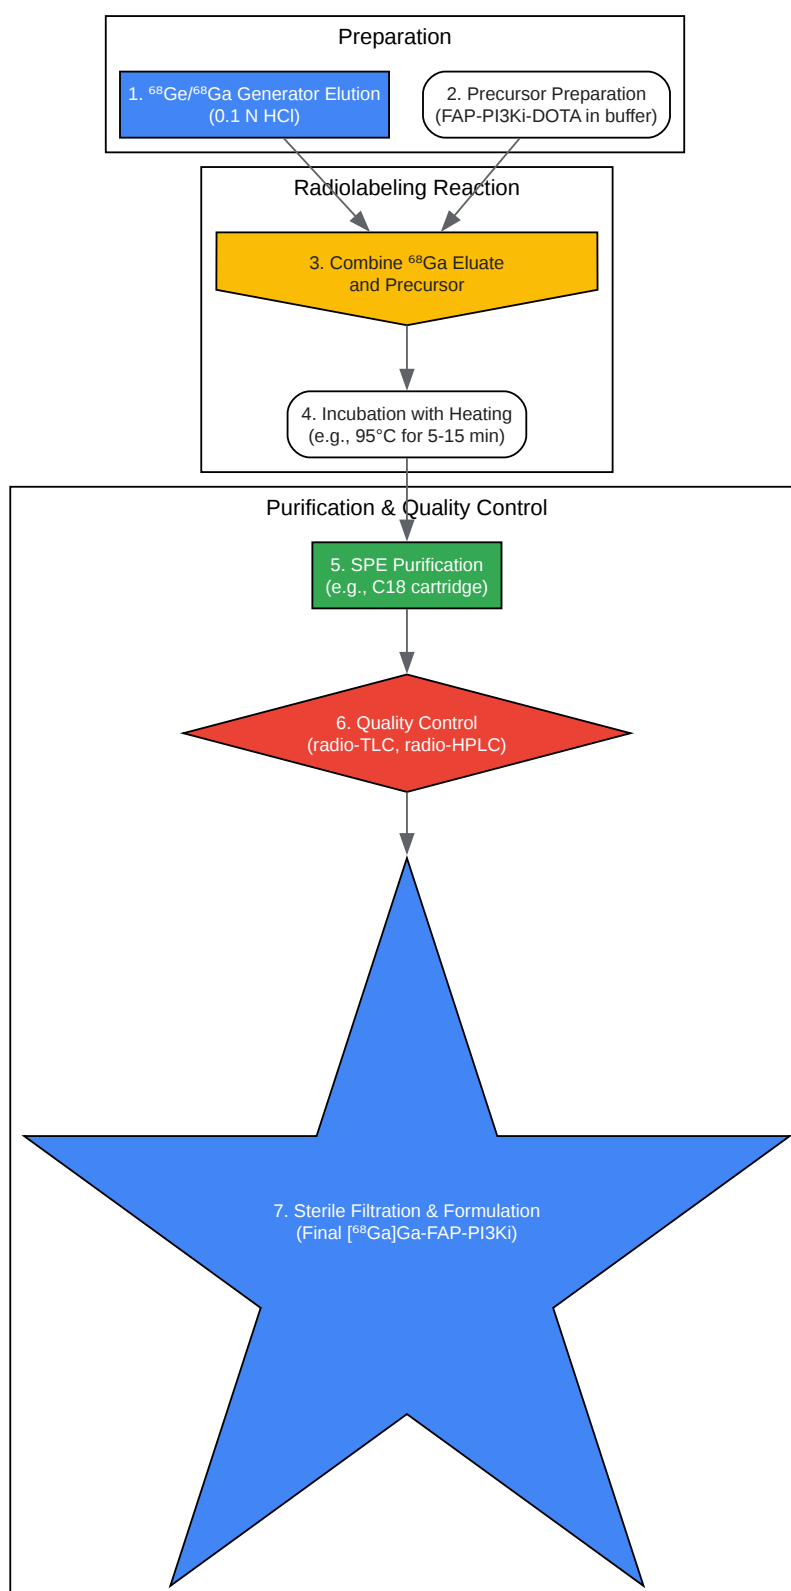 Preparation
1. ⁶⁸Ge/⁶⁸Ga Generator Elution
(0.1 N HCl)
2. Precursor Preparation
(FAP-PI3Ki-DOTA in buffer)
Radiolabeling Reaction
3. Combine ⁶⁸Ga Eluate
and Precursor
4. Incubation with Heating
(e.g., 95°C for 5-15 min)
Purification & Quality Control
5. SPE Purification
(e.g., C18 cartridge)
6. Quality Control
(radio-TLC, radio-HPLC)
7. Sterile Filtration & Formulation
(Final [⁶⁸Ga]Ga-FAP-PI3Ki)